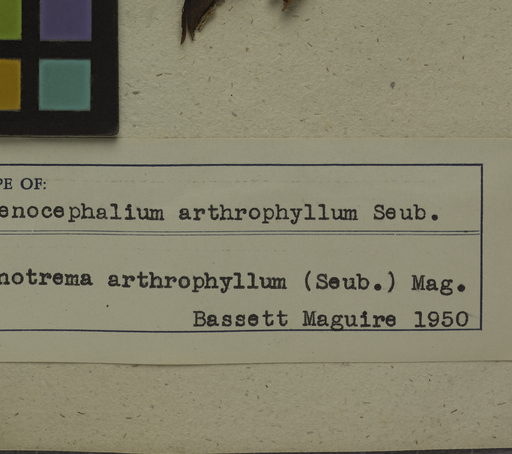 PE OF:
enocephalium arthrophyllum Seub.
notrema arthrophyllum (Seub.) Mag.
Bassett Maguire 1950